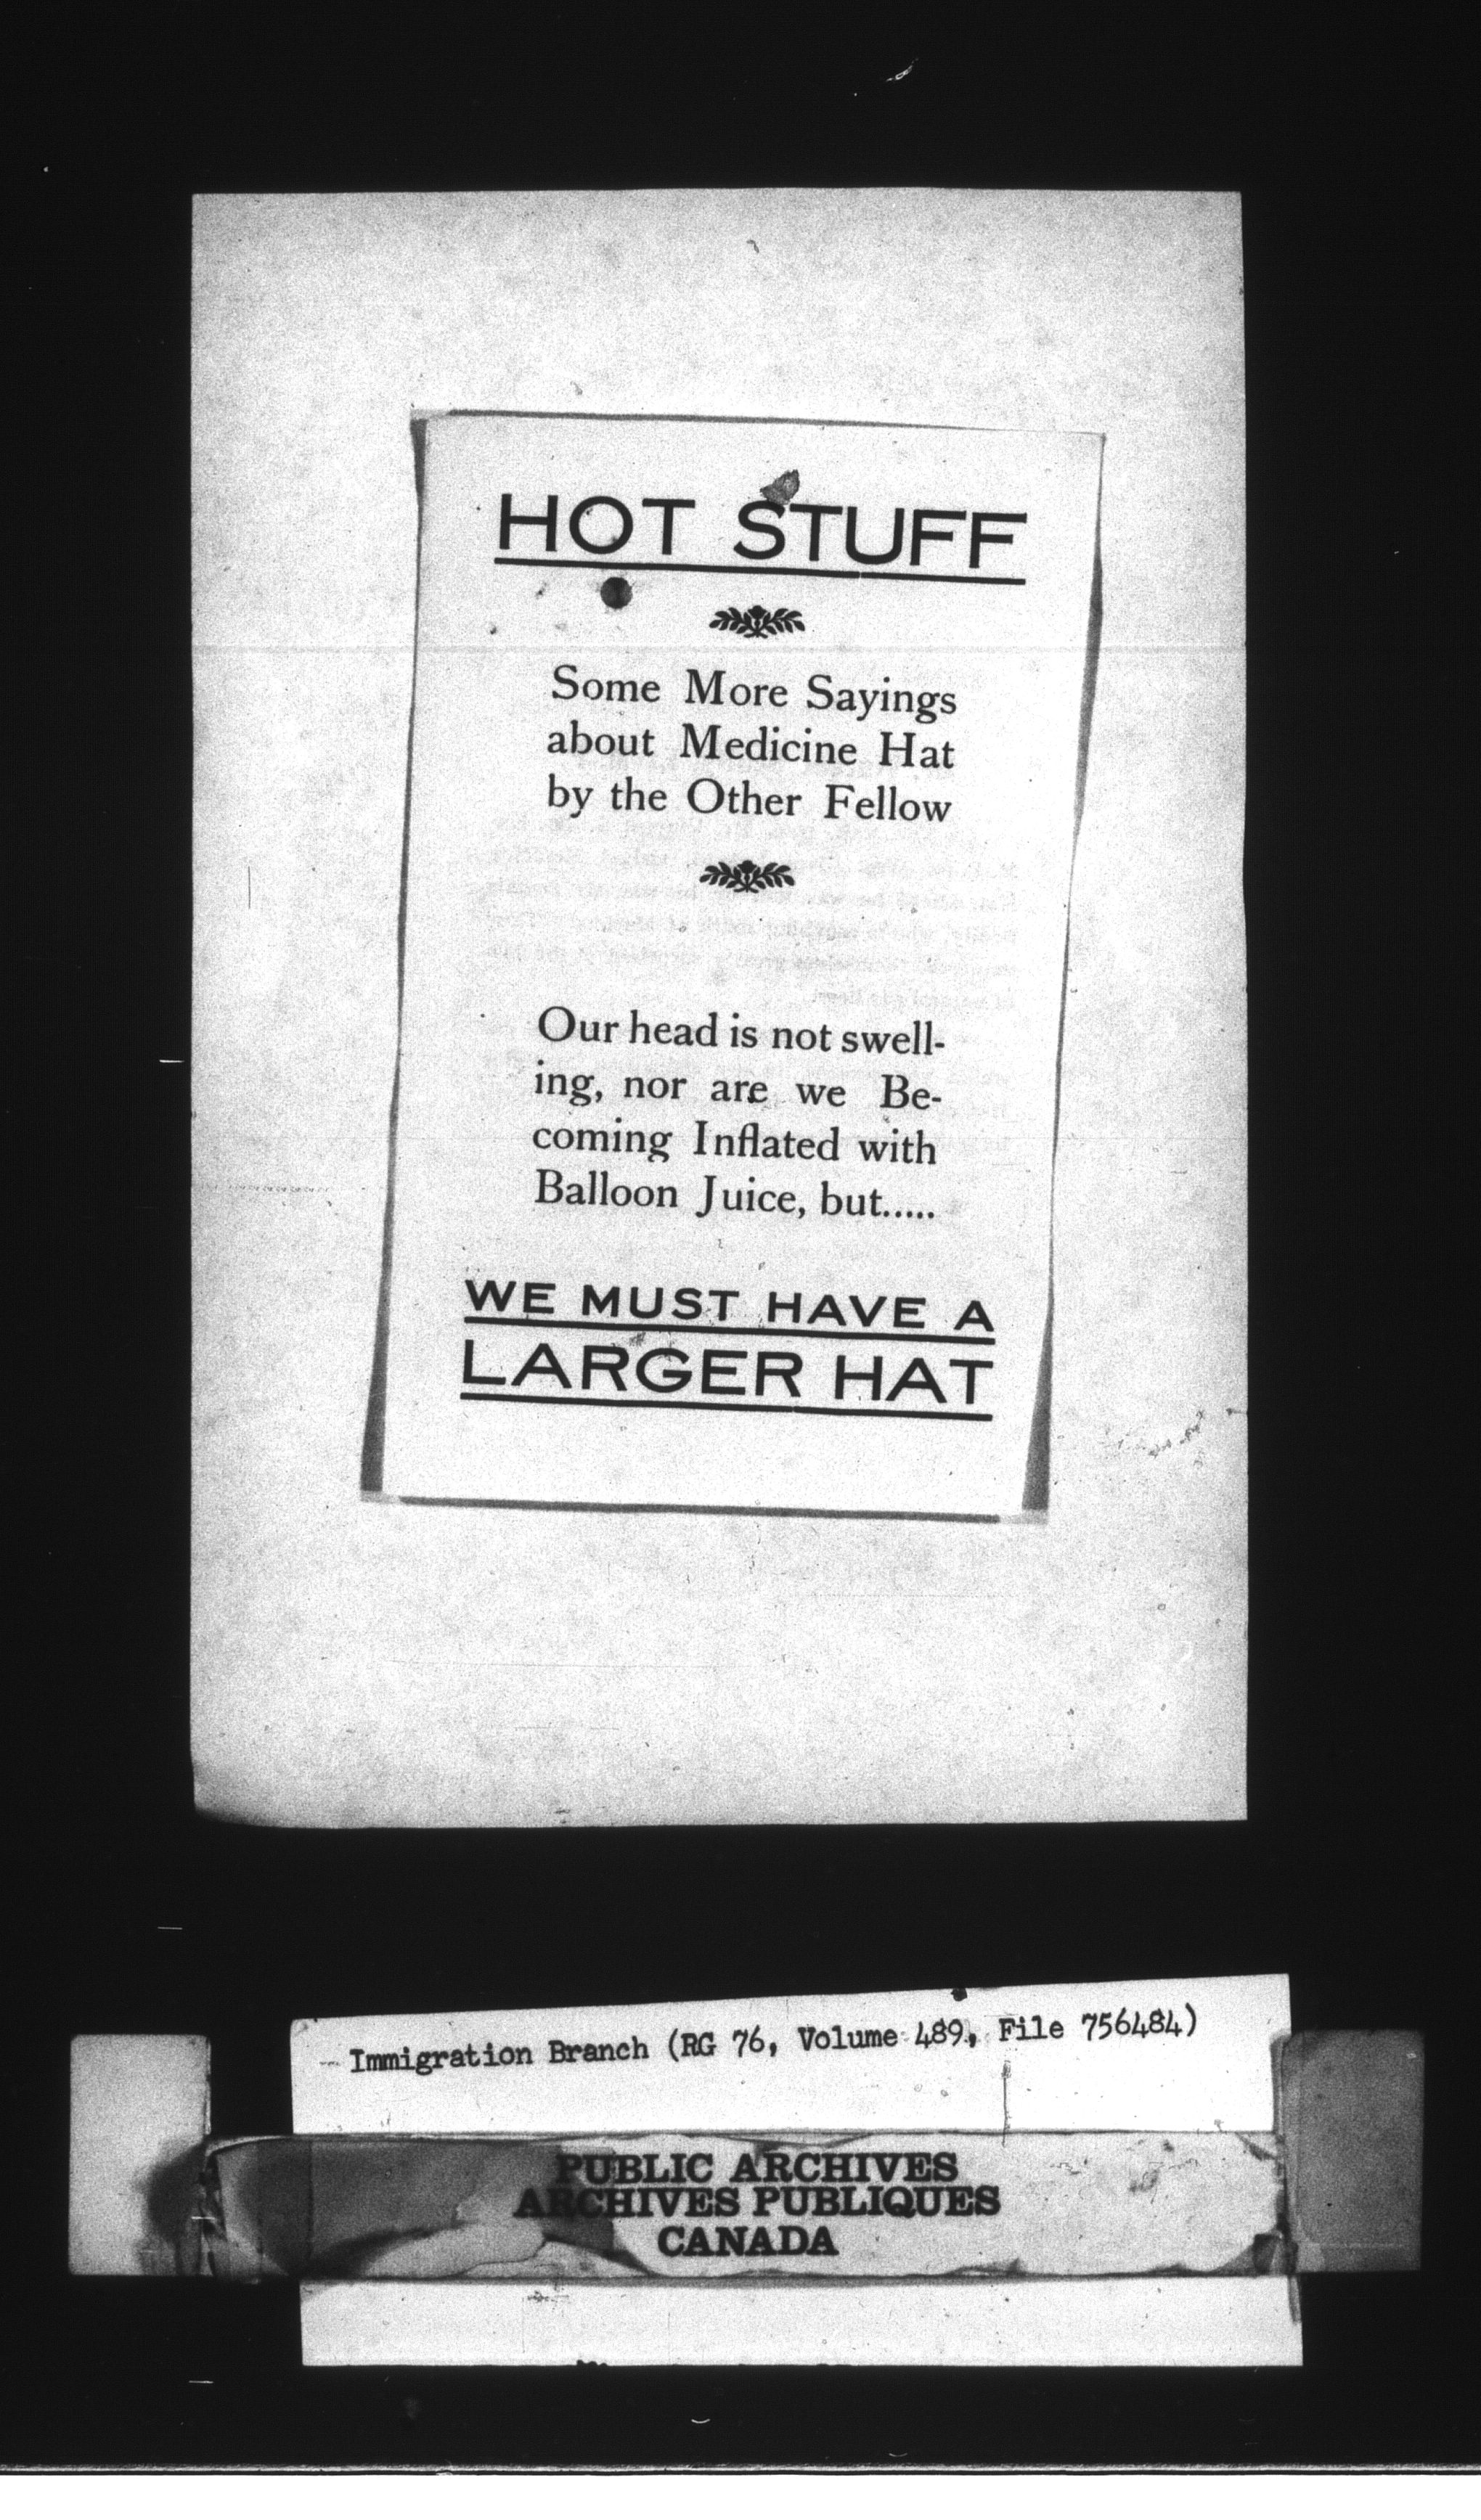 HOT STUFF
Some More Sayings
about Medicine Hat
by the Other Fellow
Our head is not swell-
ing, nor are we Be-
coming Inflated with
Balloon Juice, but.....
WE MUST HAVE A
LARGER HAT
Immigration Branch (RG 76, Volume 489, File 756484)
PUBLIC ARCHIVES
ARCHIVES PUBLIQUES
CANADA